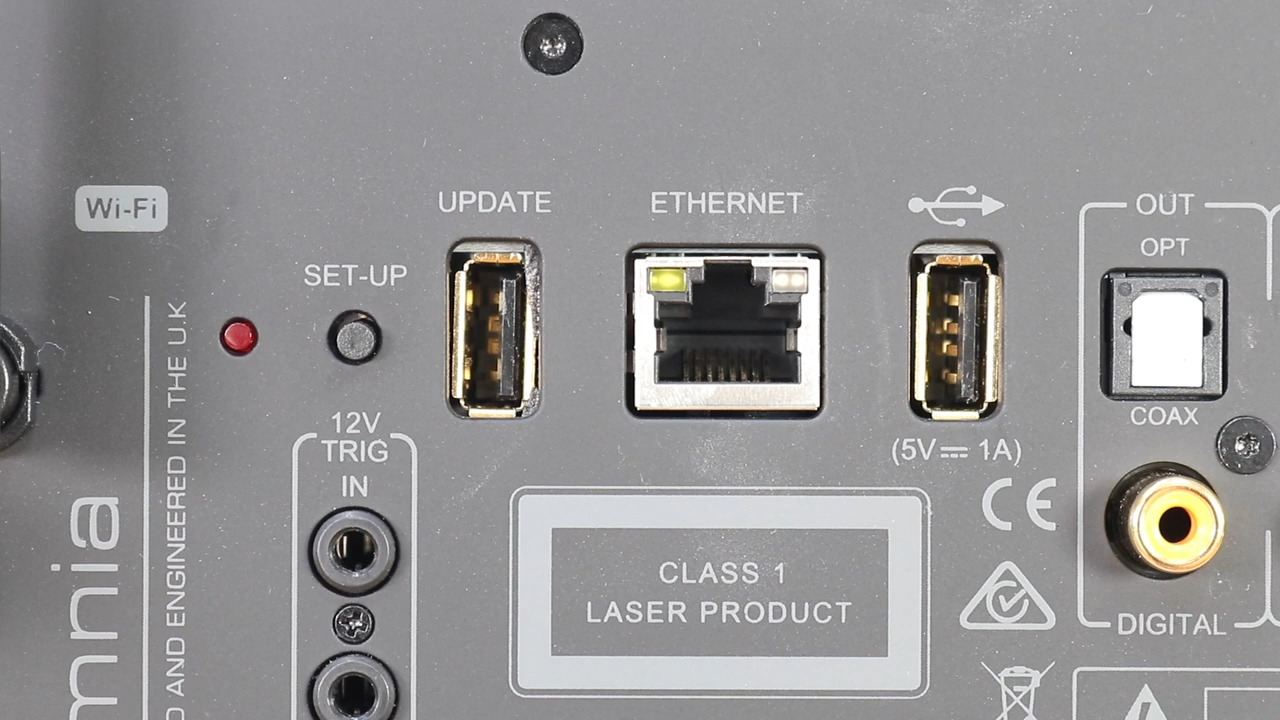 Wi-Fi
UPDATE
ETHERNET
OUT
OPT
SET-UP
COAX
12V
TRIG
IN
(5V⎓1A)
CE
CLASS 1
LASER PRODUCT
DIGITAL
AND ENGINEERED IN THE U.K